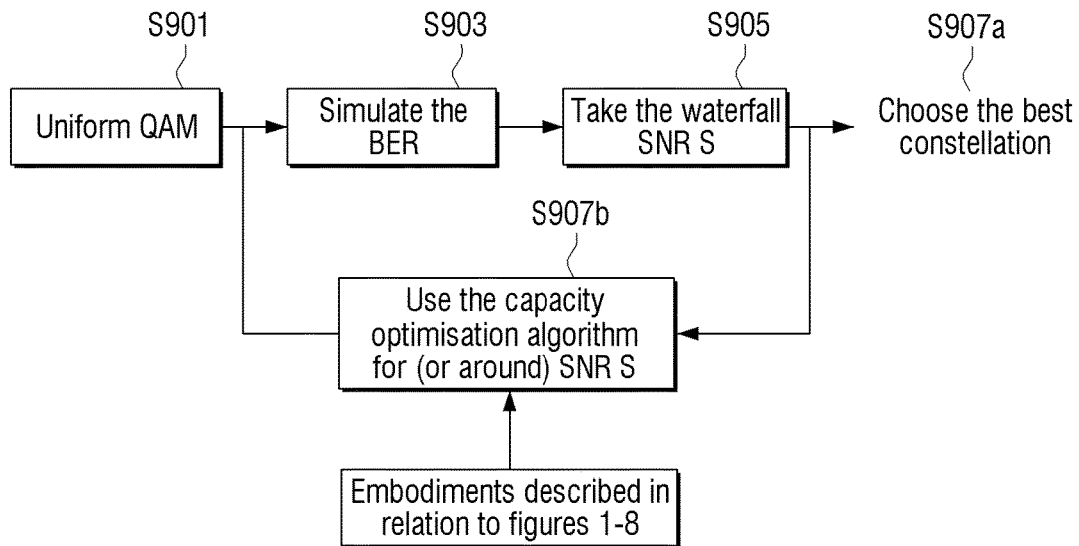 S901
S903
S905
S907a
Uniform QAM
Simulate the
BER
Take the waterfall
SNR S
Choose the best
constellation
S907b
Use the capacity
optimisation algorithm
for (or around) SNR S
Embodiments described in
relation to figures 1-8